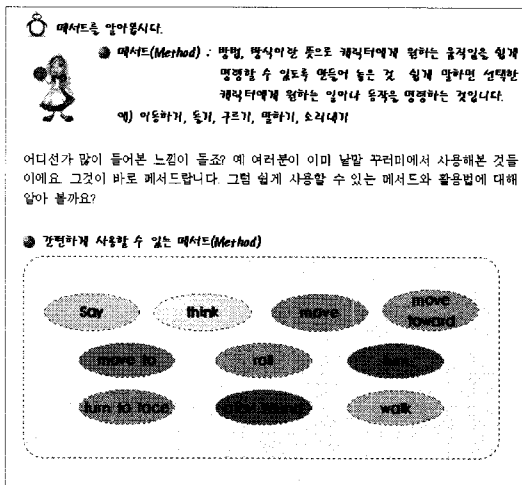 메서드를 알아봅시다.
메서드(Method) : 방법, 방식이란 뜻으로 캐릭터에게 원하는 움직임을 쉽게
명령할 수 있도록 만들어 놓은 것. 쉽게 말하면 선택한
캐릭터에게 원하는 일이나 동작을 명령하는 것입니다.
예) 이동하기, 돌기, 구르기, 말하기, 소리내기
어디선가 많이 들어본 느낌이 들죠? 예 여러분이 이미 낱말 꾸러미에서 사용해본 것들
이에요. 그것이 바로 메서드랍니다. 그럼 쉽게 사용할 수 있는 메서드와 활용법에 대해
알아 볼까요?
간편하게 사용할 수 있는 메서드(Method)
Say think move move toward
move to roll turn
turn to face walk